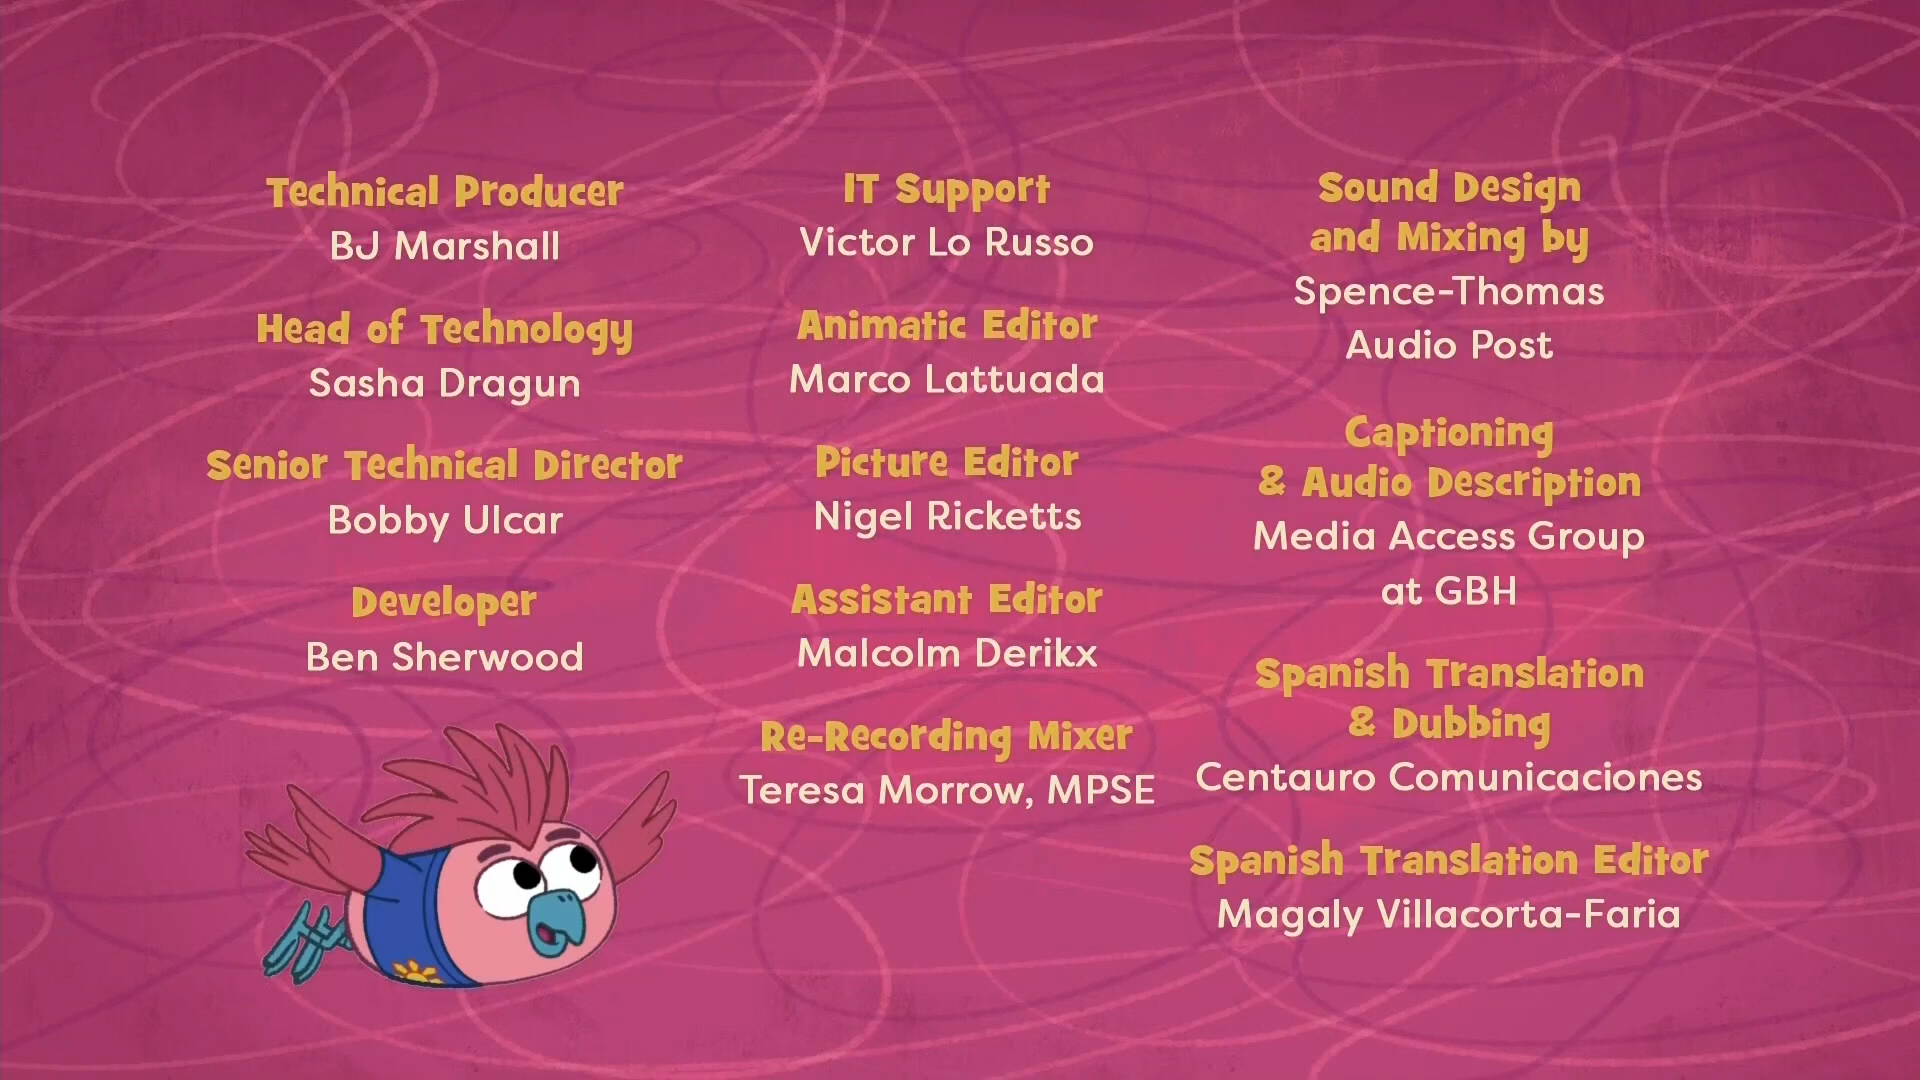 Technical Producer
BJ Marshall
Head of Technology
Sasha Dragun
Senior Technical Director
Bobby Ulcar
Developer
Ben Sherwood
IT Support
Victor Lo Russo
Animatic Editor
Marco Lattuada
Picture Editor
Nigel Ricketts
Assistant Editor
Malcolm Derikx
Re-Recording Mixer
Teresa Morrow, MPSE
Sound Design
and Mixing by
Spence-Thomas
Audio Post
Captioning
& Audio Description
Media Access Group
at GBH
Spanish Translation
& Dubbing
Centauro Comunicaciones
Spanish Translation Editor
Magaly Villacorta-Faria